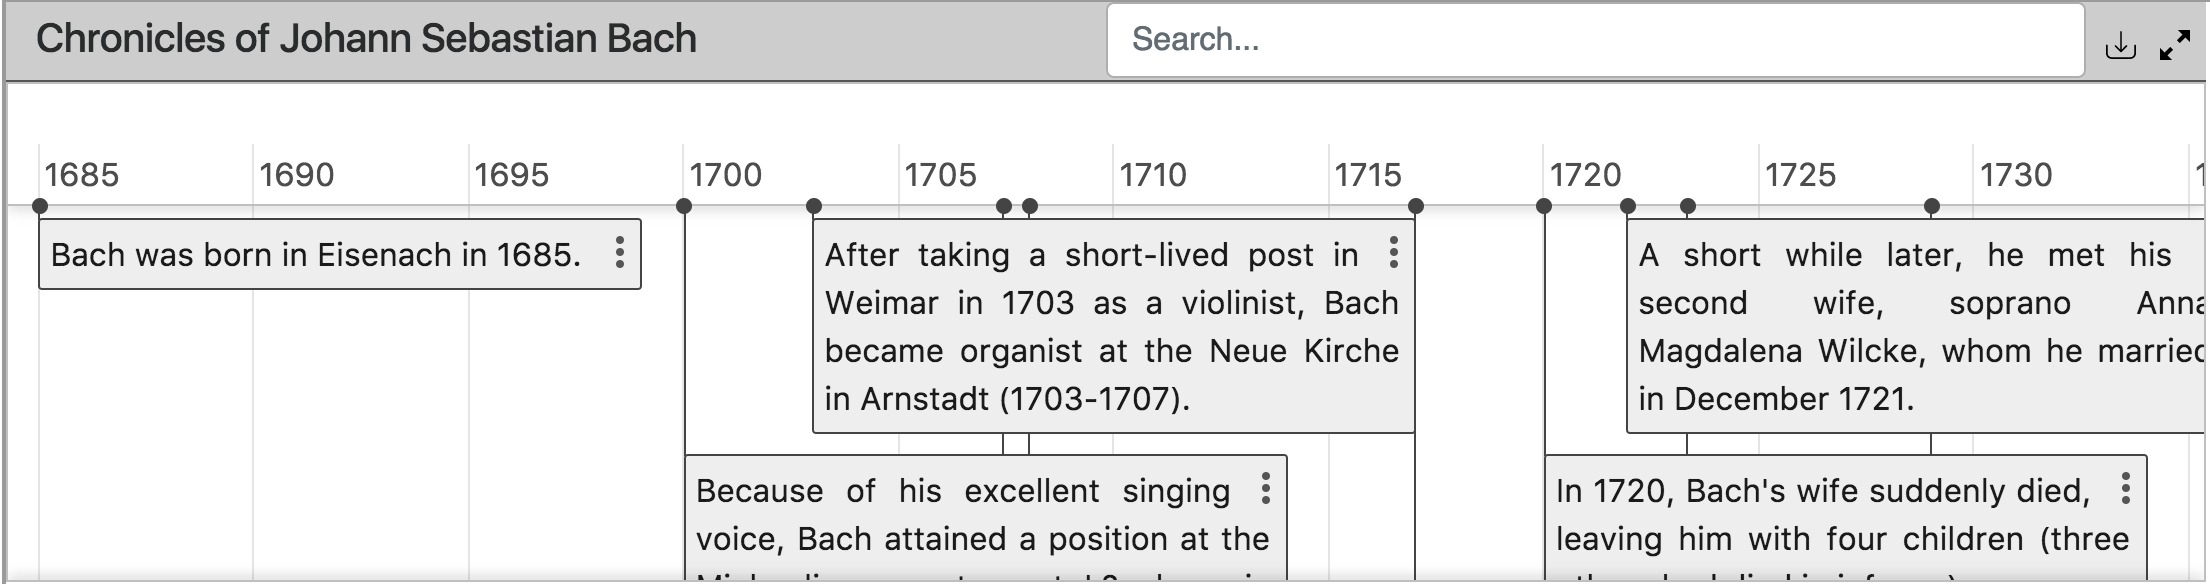 Chronicles of Johann Sebastian Bach
Search...
1685 1690 1695 1700 1705 1710 1715 1720 1725 1730
Bach was born in Eisenach in 1685.
After taking a short-lived post in
Weimar in 1703 as a violinist, Bach
became organist at the Neue Kirche
in Arnstadt (1703-1707).
A short while later, he met his
second wife, soprano Anna
Magdalena Wilcke, whom he married
in December 1721.
Because of his excellent singing
voice, Bach attained a position at the
In 1720, Bach's wife suddenly died,
leaving him with four children (three